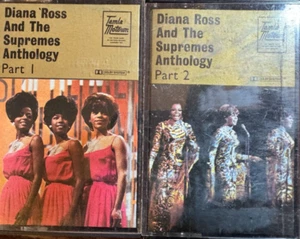 Diana Ross
And The
Supremes
Anthology
Part 1
Tamla
Motown
Diana Ross
And The
Supremes
Anthology
Part 2
Tamla
Motown